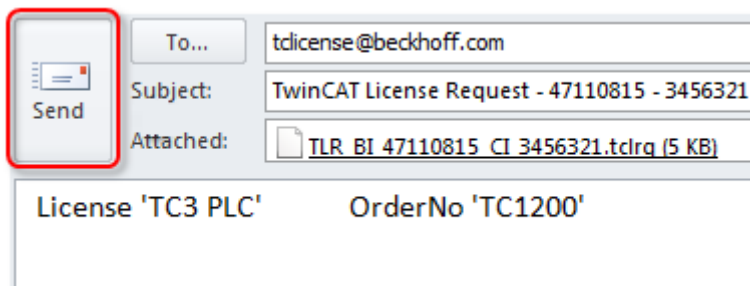 To...
tclicense@beckhoff.com
Send
Subject:
TwinCAT License Request - 47110815 - 3456321
Attached:
TLR_BI_47110815_CI_3456321.tclrq (5 KB)
License 'TC3 PLC' OrderNo 'TC1200'